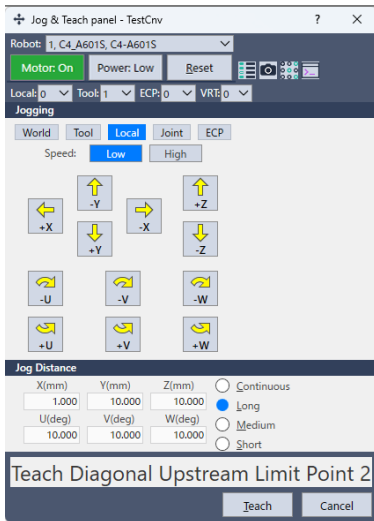 Jog & Teach panel - TestCnv ? ×
Robot: 1, C4_A601S, C4-A601S
Motor: On Power: Low Reset
Local: 0 Tool: 1 ECP: 0 VRT: 0
Jogging
World Tool Local Joint ECP
Speed: Low High
+X -Y -X +Z
+Y -Z
-U -V -W
+U +V +W
Jog Distance
X(mm) Y(mm) Z(mm) Continuous
1.000 10.000 10.000 Long
U(deg) V(deg) W(deg) Medium
10.000 10.000 10.000 Short
Teach Diagonal Upstream Limit Point 2
Teach Cancel